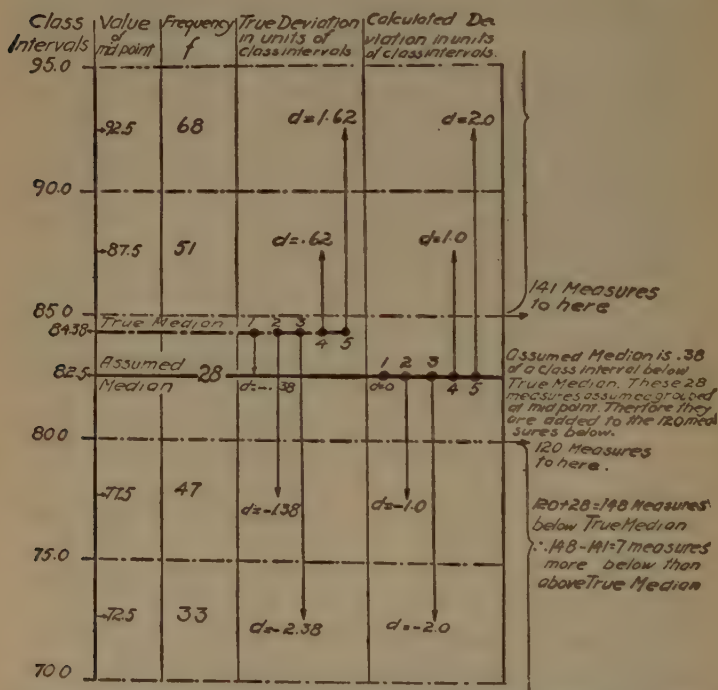 Class Intervals
Value of mid point
Frequency f
True Deviation in units of class intervals
Calculated Deviation in units of class intervals.
95.0
92.5 68 d=1.62 d=2.0
90.0
87.5 51 d=.62 d=1.0
85.0
141 Measures
to here
84.38 True Median 1 2 3 4 5
82.5 Assumed Median 28 d=-.38 d=0 1 2 3 4 5
Assumed Median is .38
of a class interval below
True Median. These 28
measures assumed grouped
at mid point. Therfore they
are added to the 120 mea
sures below.
80.0
120 Measures
to here.
77.5 47 d=-1.38 d=-1.0
120+28=148 Measures
below True Median
∴148-141=7 measures
more below than
above True Median
75.0
72.5 33 d=-2.38 d=-2.0
70.0